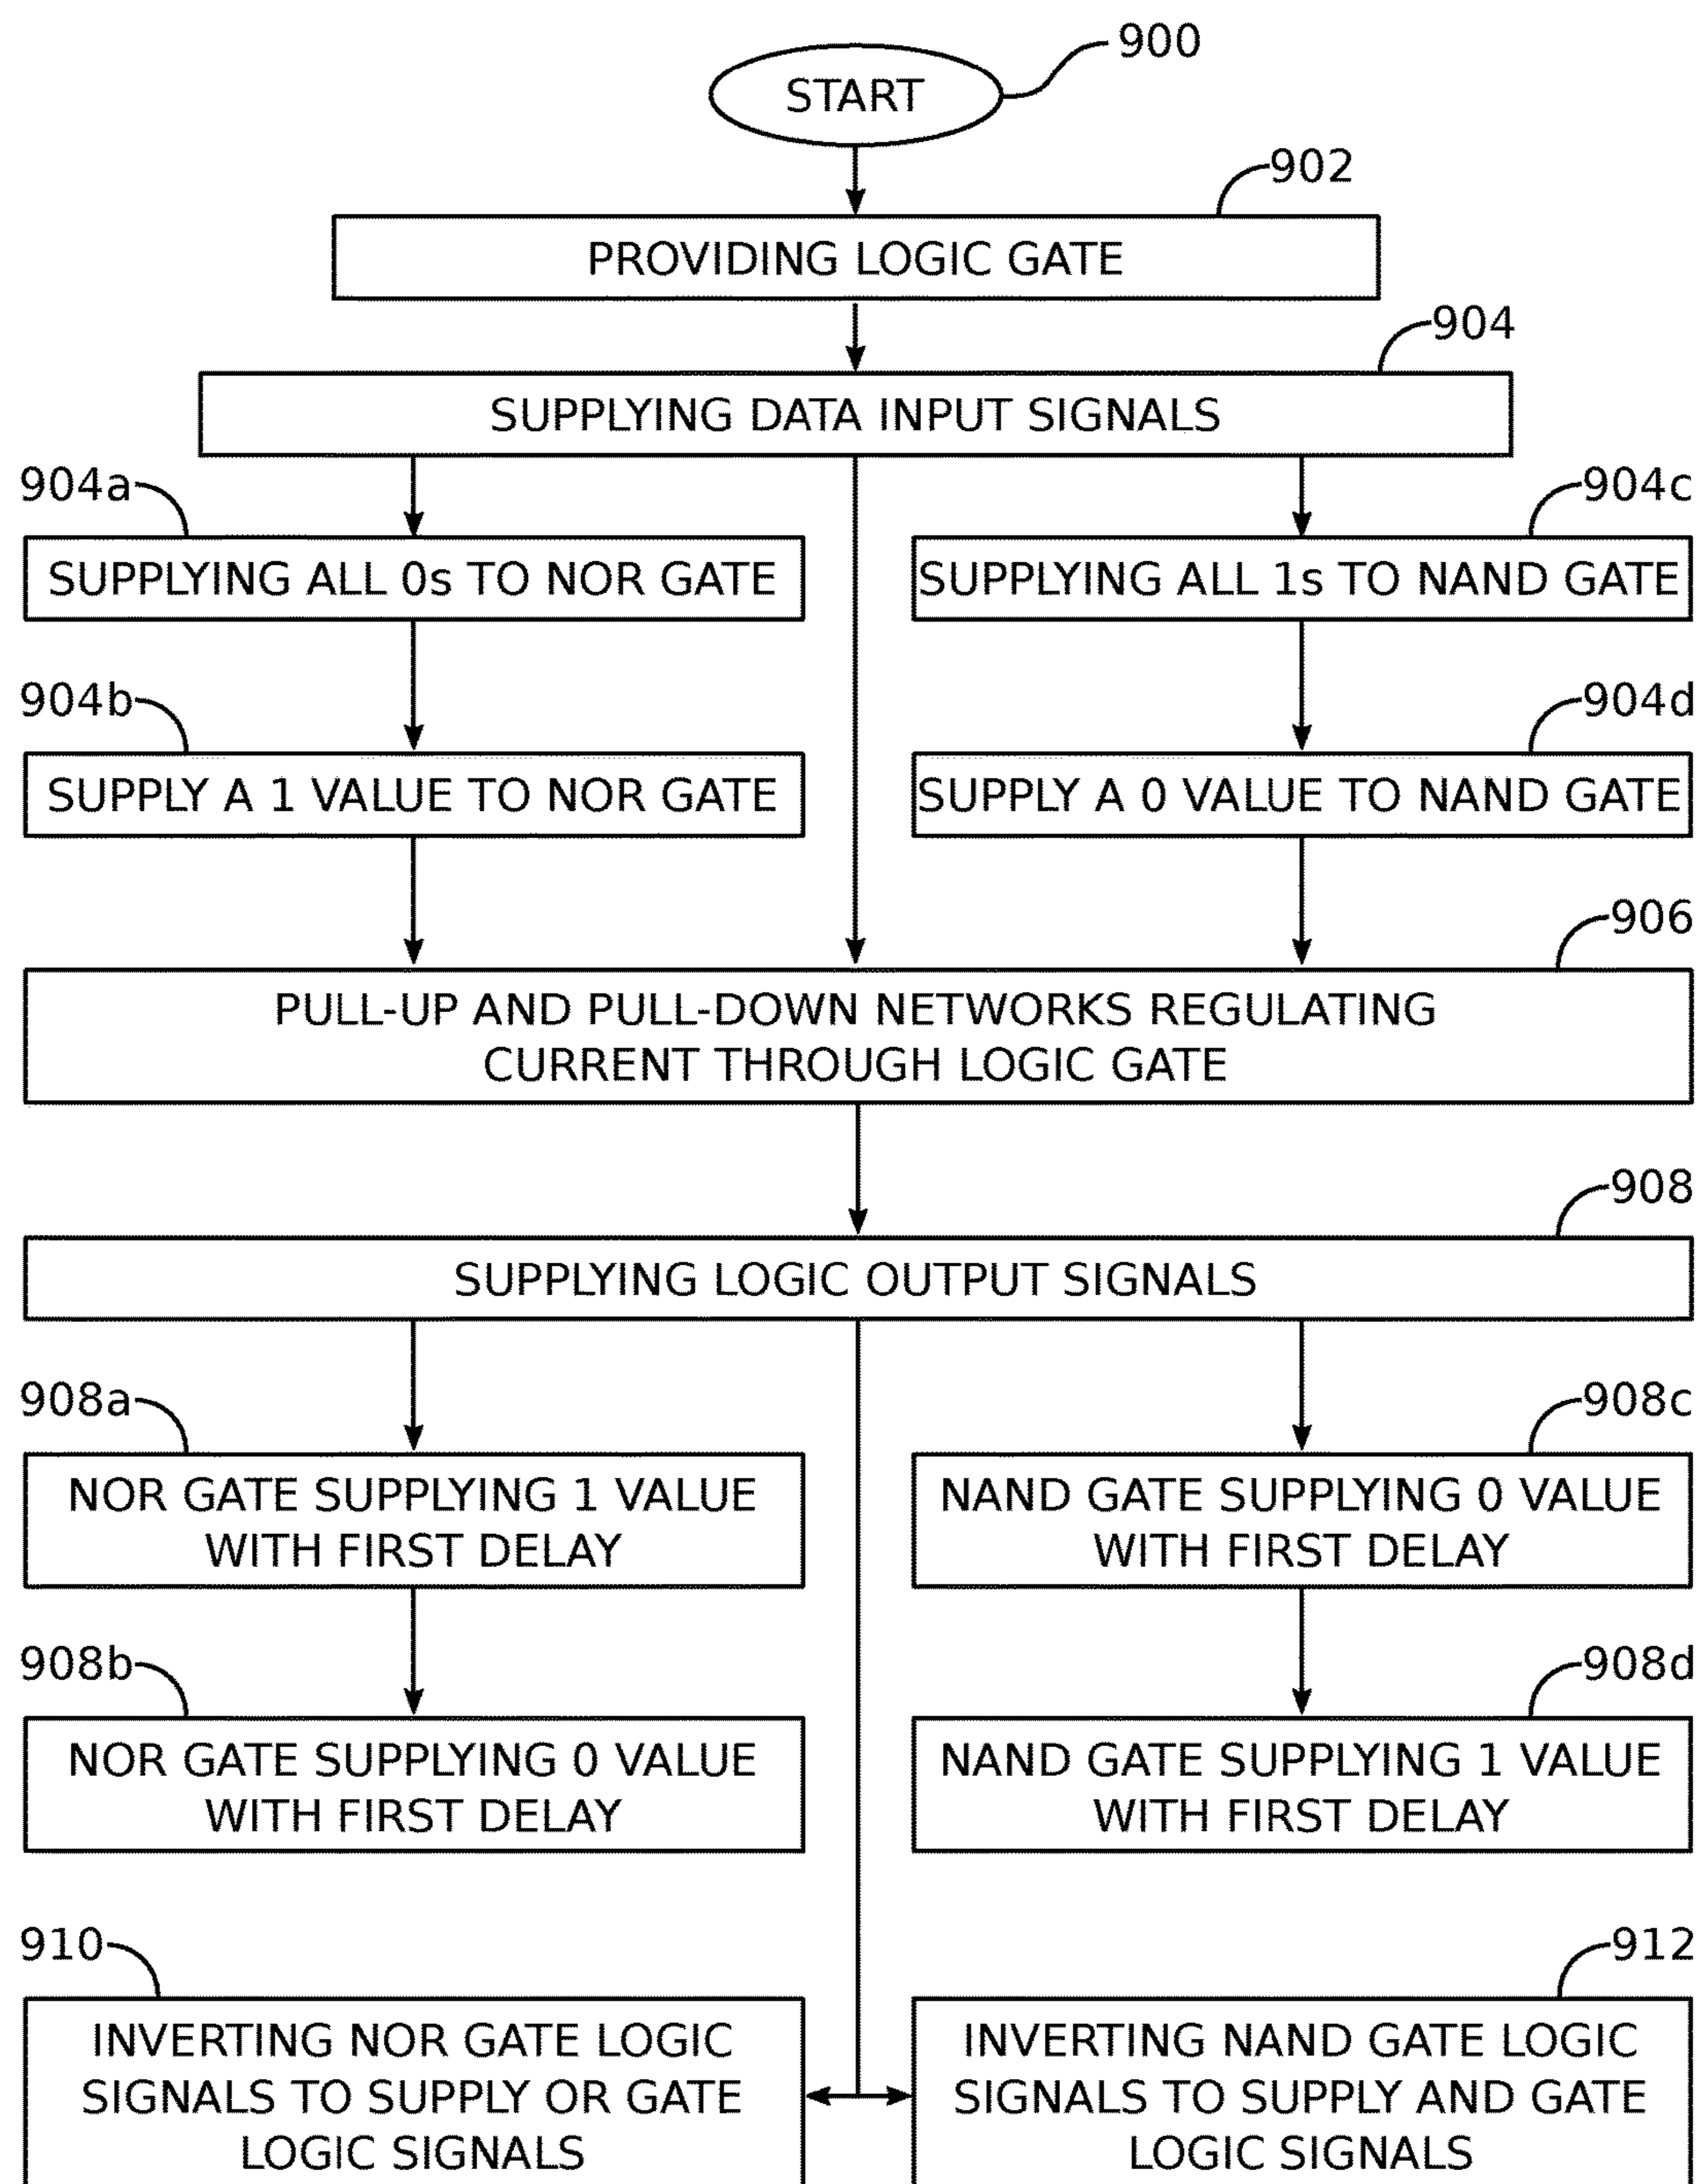 900
START
902
PROVIDING LOGIC GATE
904
SUPPLYING DATA INPUT SIGNALS
904a
904c
SUPPLYING ALL 0s TO NOR GATE
SUPPLYING ALL 1s TO NAND GATE
904b
904d
SUPPLY A 1 VALUE TO NOR GATE
SUPPLY A 0 VALUE TO NAND GATE
906
PULL-UP AND PULL-DOWN NETWORKS REGULATING
CURRENT THROUGH LOGIC GATE
908
SUPPLYING LOGIC OUTPUT SIGNALS
908a
908c
NOR GATE SUPPLYING 1 VALUE
WITH FIRST DELAY
NAND GATE SUPPLYING 0 VALUE
WITH FIRST DELAY
908b
908d
NOR GATE SUPPLYING 0 VALUE
WITH FIRST DELAY
NAND GATE SUPPLYING 1 VALUE
WITH FIRST DELAY
910
912
INVERTING NOR GATE LOGIC
SIGNALS TO SUPPLY OR GATE
LOGIC SIGNALS
INVERTING NAND GATE LOGIC
SIGNALS TO SUPPLY AND GATE
LOGIC SIGNALS